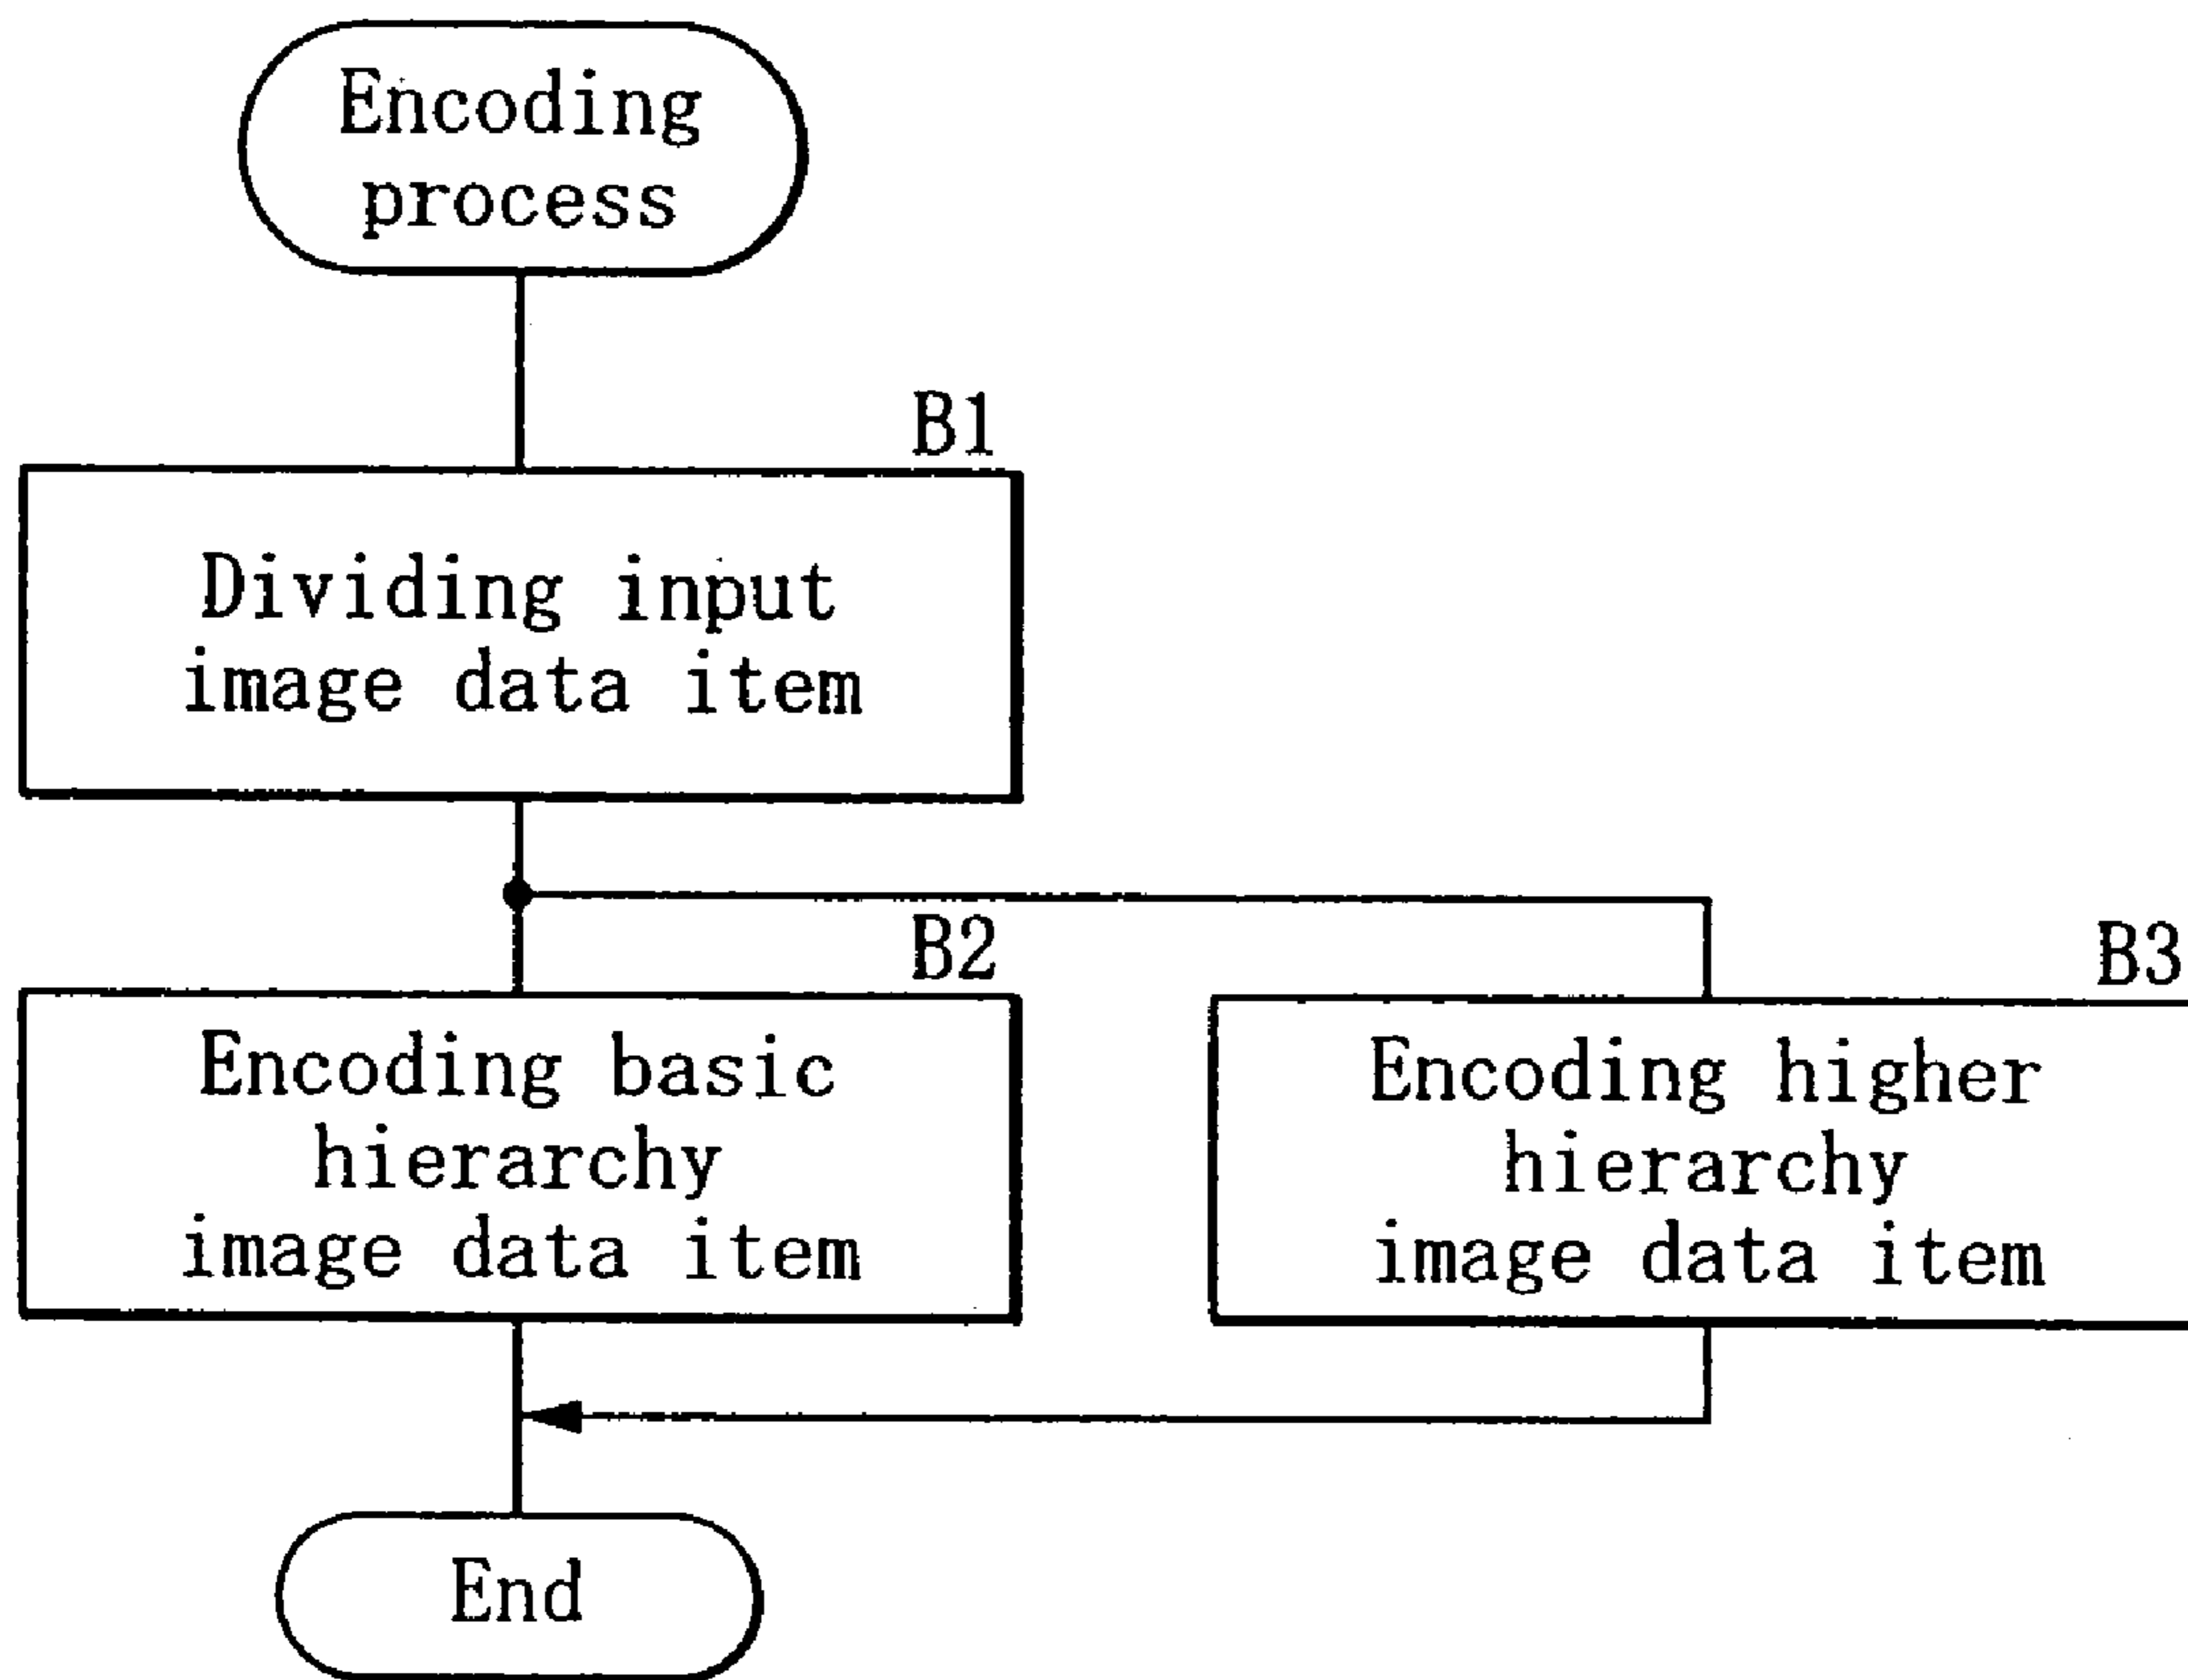 Encoding
process
B1
Dividing input
image data item
B2
Encoding basic
hierarchy
image data item
B3
Encoding higher
hierarchy
image data item
End